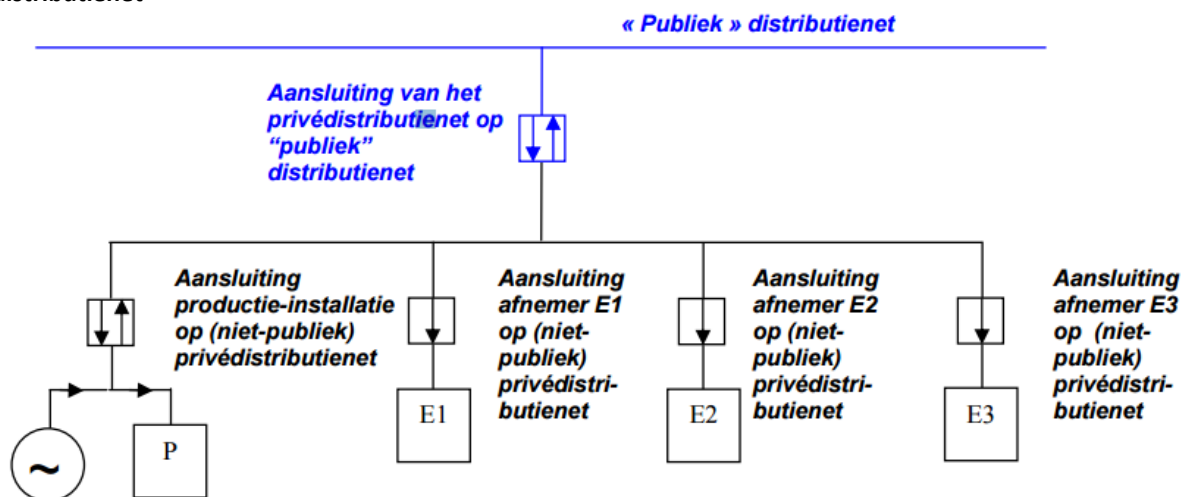 distributienet
« Publiek » distributienet
Aansluiting van het
privédistributienet op
“publiek”
distributienet
Aansluiting
productie-installatie
op (niet-publiek)
privédistributienet
Aansluiting
afnemer E1
op (niet-
publiek)
privédistri-
butienet
Aansluiting
afnemer E2
op (niet-
publiek)
privédistri-
butienet
Aansluiting
afnemer E3
op (niet-
publiek)
privédistri-
butienet
~
P
E1
E2
E3